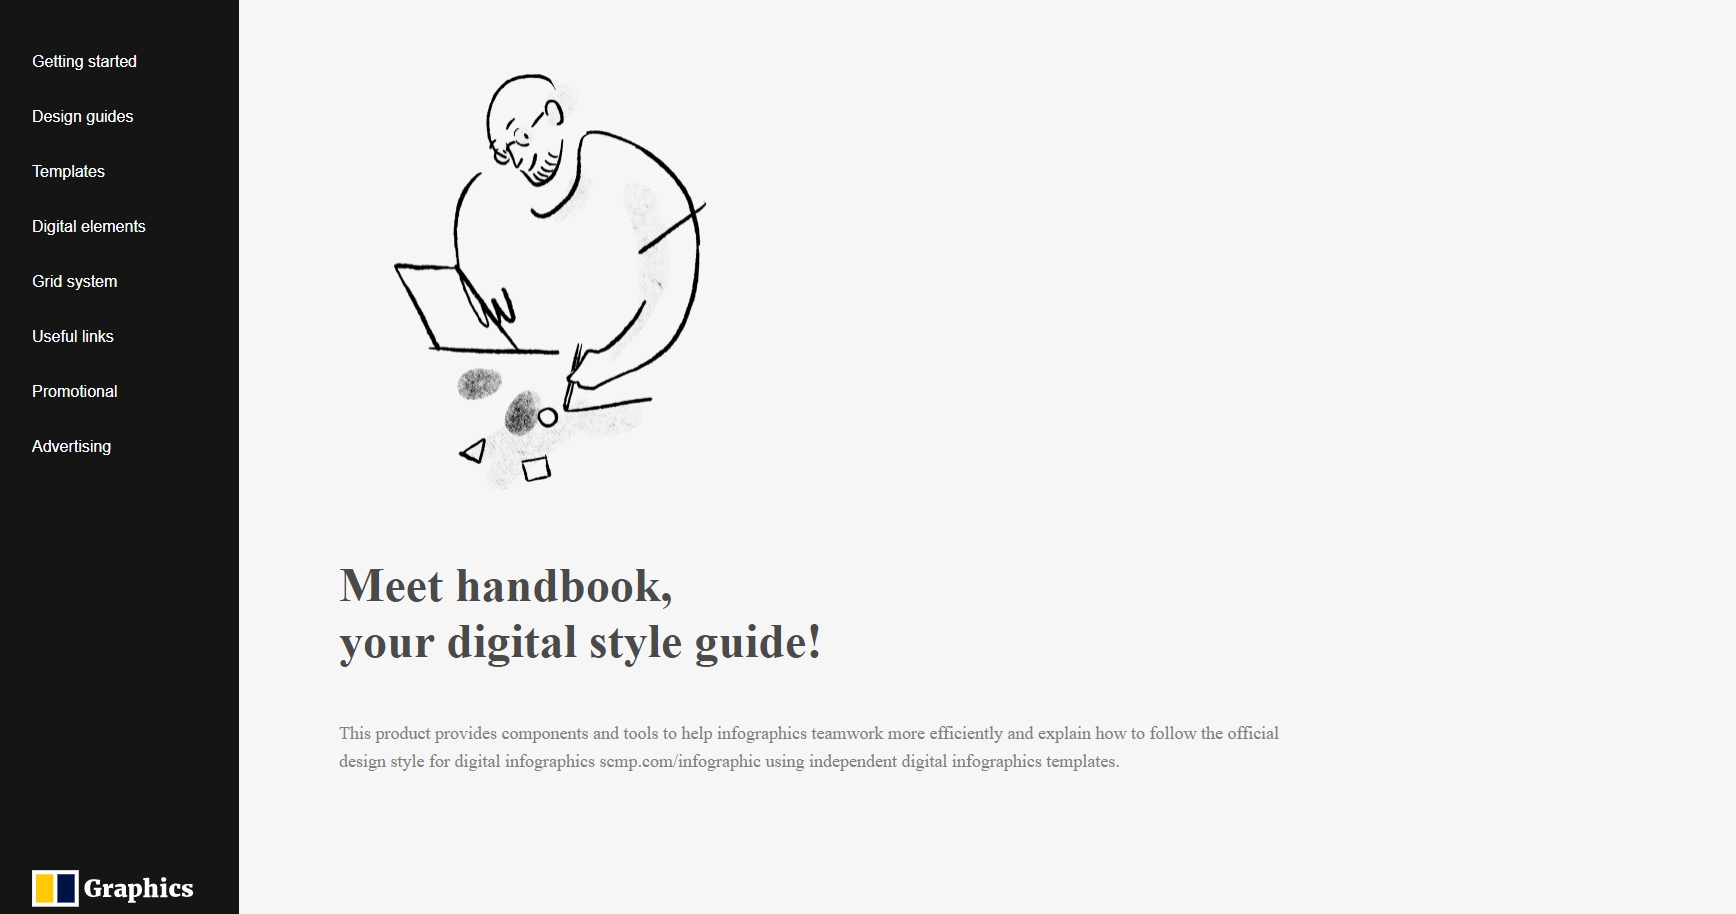 Getting started
Design guides
Templates
Digital elements
Grid system
Useful links
Promotional
Advertising
Graphics
Meet handbook,
your digital style guide!
This product provides components and tools to help infographics teamwork more efficiently and explain how to follow the official
design style for digital infographics scmp.com/infographic using independent digital infographics templates.